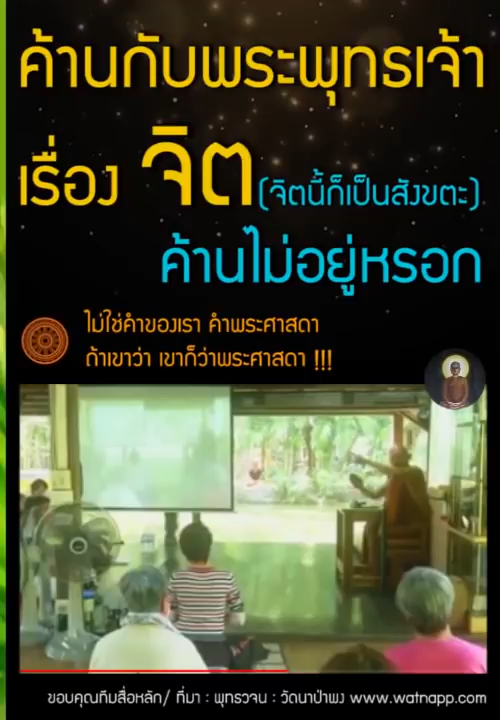 ค้านกับพระพุทธเจ้า
เรื่อง จิต (จิตนี้ก็เป็นสังขตะ)
ค้านไม่อยู่หรอก
ไม่ใช่คำของเรา คำพระศาสดา
ถ้าเขาว่า เขาก็ว่าพระศาสดา !!!
ขอบคุณทีมสื่อหลัก/ ที่มา : พุทธวจน : วัดนาป่าพง www.watnapp.com